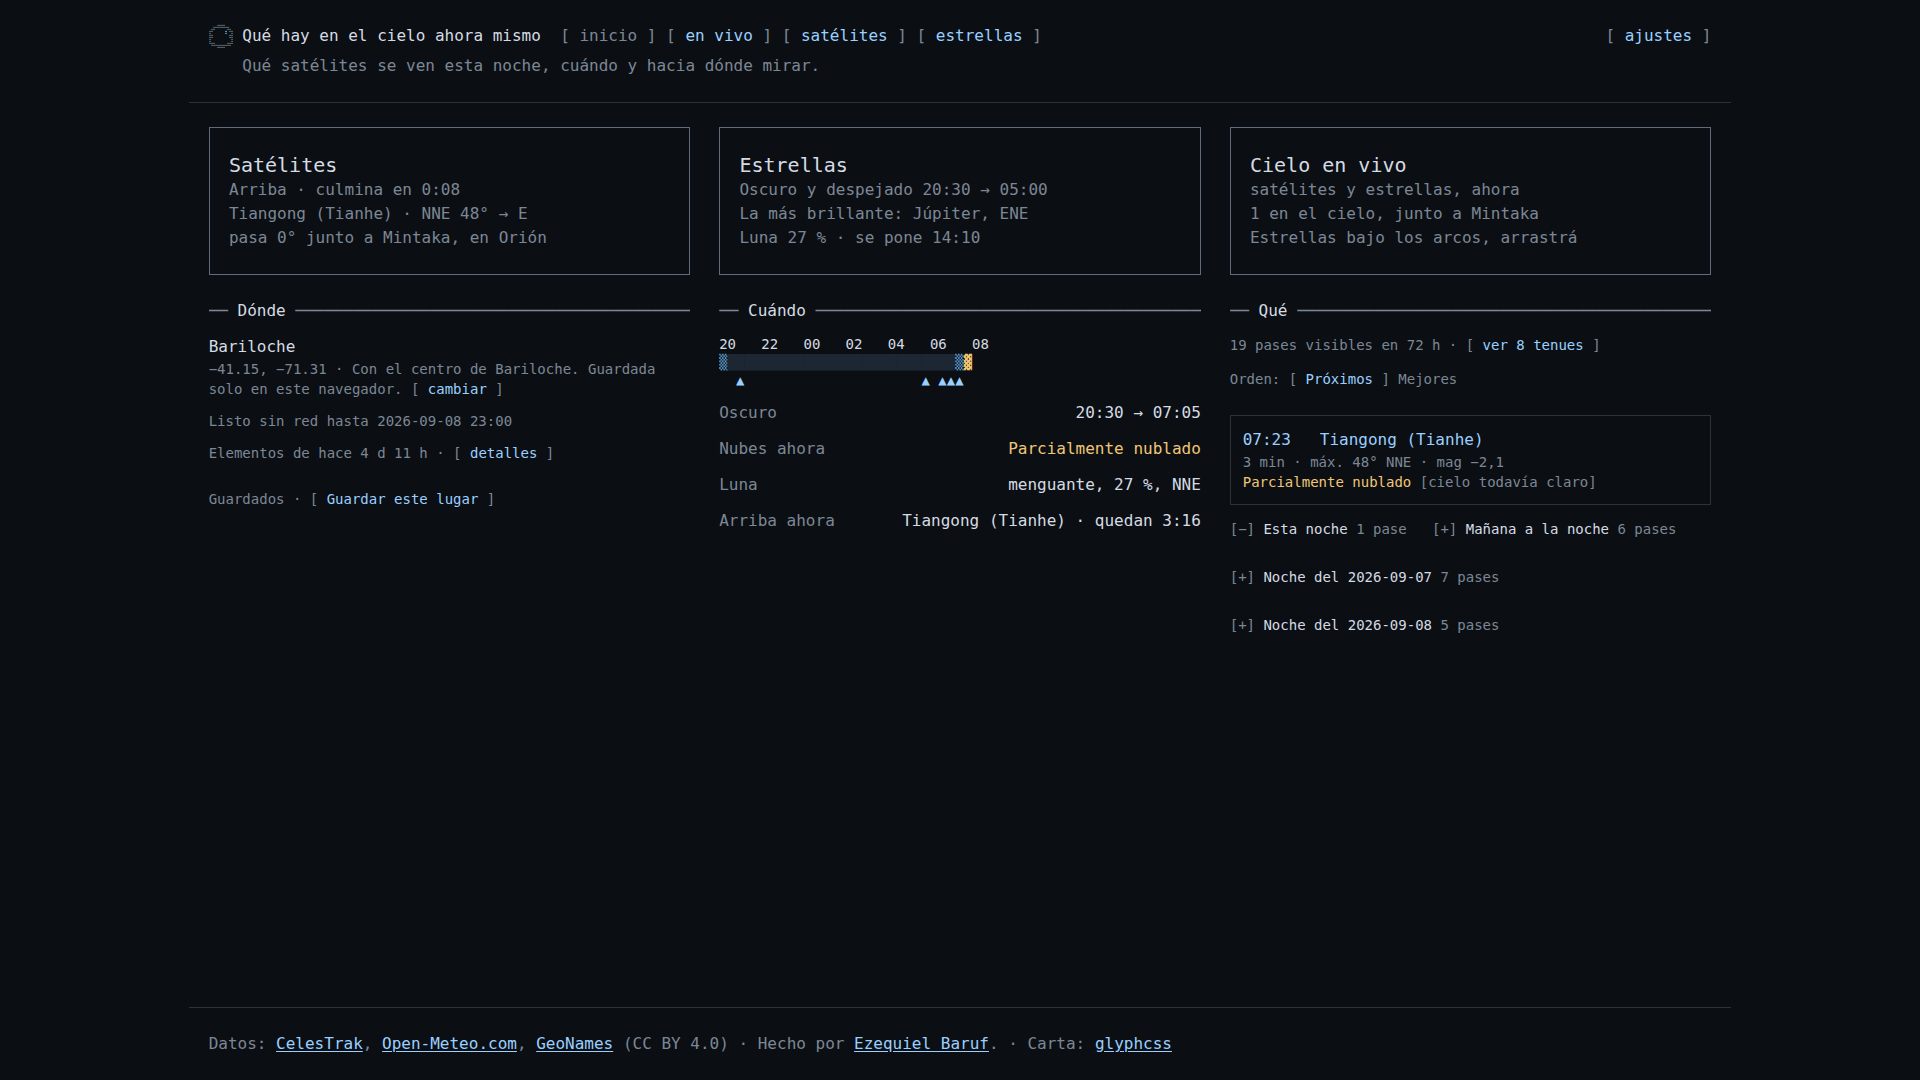 Qué hay en el cielo ahora mismo [ inicio ] [ en vivo ] [ satélites ] [ estrellas ] [ ajustes ]
Qué satélites se ven esta noche, cuándo y hacia dónde mirar.
Satélites
Arriba · culmina en 0:08
Tiangong (Tianhe) · NNE 48° → E
pasa 0° junto a Mintaka, en Orión
Estrellas
Oscuro y despejado 20:30 → 05:00
La más brillante: Júpiter, ENE
Luna 27 % · se pone 14:10
Cielo en vivo
satélites y estrellas, ahora
1 en el cielo, junto a Mintaka
Estrellas bajo los arcos, arrastrá
Dónde
Bariloche
−41.15, −71.31 · Con el centro de Bariloche. Guardada
solo en este navegador. [ cambiar ]
Listo sin red hasta 2026-09-08 23:00
Elementos de hace 4 d 11 h · [ detalles ]
Guardados · [ Guardar este lugar ]
Cuándo
20 22 00 02 04 06 08
Oscuro 20:30 → 07:05
Nubes ahora Parcialmente nublado
Luna menguante, 27 %, NNE
Arriba ahora Tiangong (Tianhe) · quedan 3:16
Qué
19 pases visibles en 72 h · [ ver 8 tenues ]
Orden: [ Próximos ] Mejores
07:23 Tiangong (Tianhe)
3 min · máx. 48° NNE · mag −2,1
Parcialmente nublado [cielo todavía claro]
[−] Esta noche 1 pase [+] Mañana a la noche 6 pases
[+] Noche del 2026-09-07 7 pases
[+] Noche del 2026-09-08 5 pases
Datos: CelesTrak, Open-Meteo.com, GeoNames (CC BY 4.0) · Hecho por Ezequiel Baruf. · Carta: glyphcss